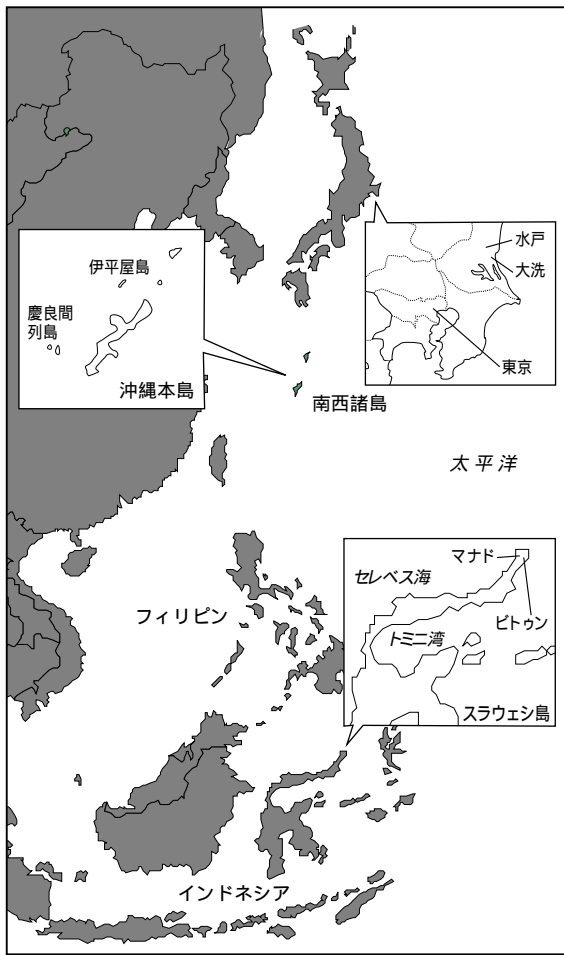 水戸
大洗
東京
伊平屋島
慶良間
列島
沖縄本島
南西諸島
太平洋
マナド
セレベス海
ビトゥン
トミニ湾
スラウェシ島
フィリピン
インドネシア